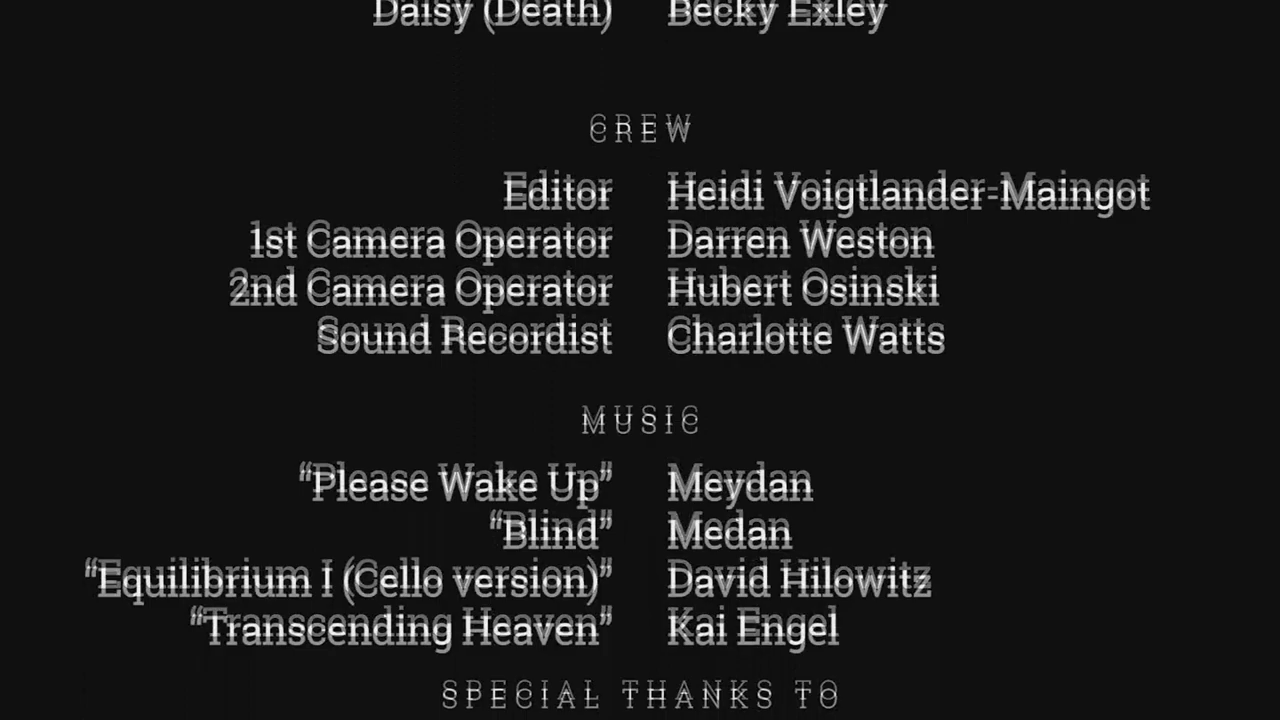 Daisy (Death) Becky Exley
CREW
Editor Heidi Voigtlander-Maingot
1st Camera Operator Darren Weston
2nd Camera Operator Hubert Osinski
Sound Recordist Charlotte Watts
MUSIC
“Please Wake Up” Meydan
“Blind” Medan
“Equilibrium I (Cello version)” David Hilowitz
“Transcending Heaven” Kai Engel
SPECIAL THANKS TO